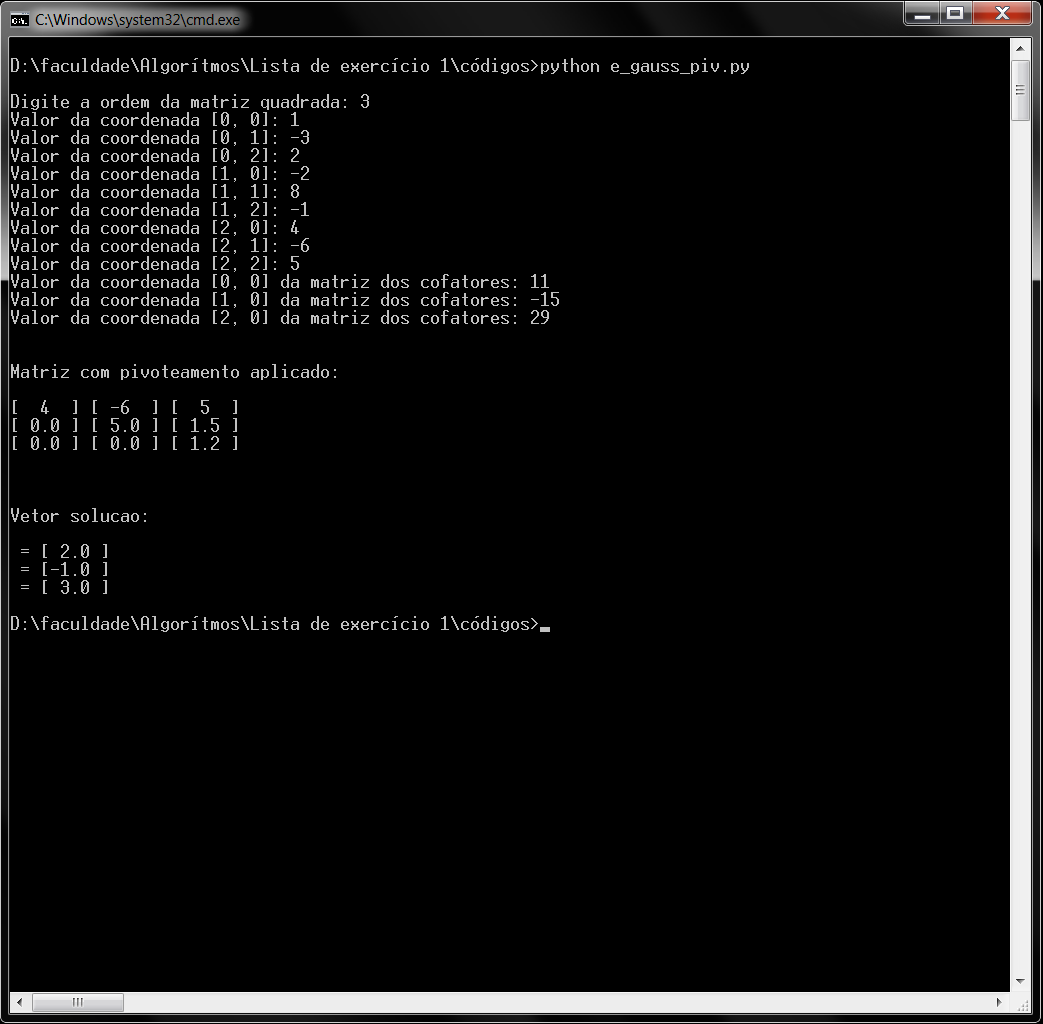 C:\Windows\system32\cmd.exe
D:\faculdade\Algorítmos\Lista de exercício 1\códigos>python e_gauss_piv.py
Digite a ordem da matriz quadrada: 3
Valor da coordenada [0, 0]: 1
Valor da coordenada [0, 1]: -3
Valor da coordenada [0, 2]: 2
Valor da coordenada [1, 0]: -2
Valor da coordenada [1, 1]: 8
Valor da coordenada [1, 2]: -1
Valor da coordenada [2, 0]: 4
Valor da coordenada [2, 1]: -6
Valor da coordenada [2, 2]: 5
Valor da coordenada [0, 0] da matriz dos cofatores: 11
Valor da coordenada [1, 0] da matriz dos cofatores: -15
Valor da coordenada [2, 0] da matriz dos cofatores: 29
Matriz com pivoteamento aplicado:
[  4  ] [ -6  ] [  5  ]
[ 0.0 ] [ 5.0 ] [ 1.5 ]
[ 0.0 ] [ 0.0 ] [ 1.2 ]
Vetor solucao:
 = [ 2.0 ]
 = [-1.0 ]
 = [ 3.0 ]
D:\faculdade\Algorítmos\Lista de exercício 1\códigos>